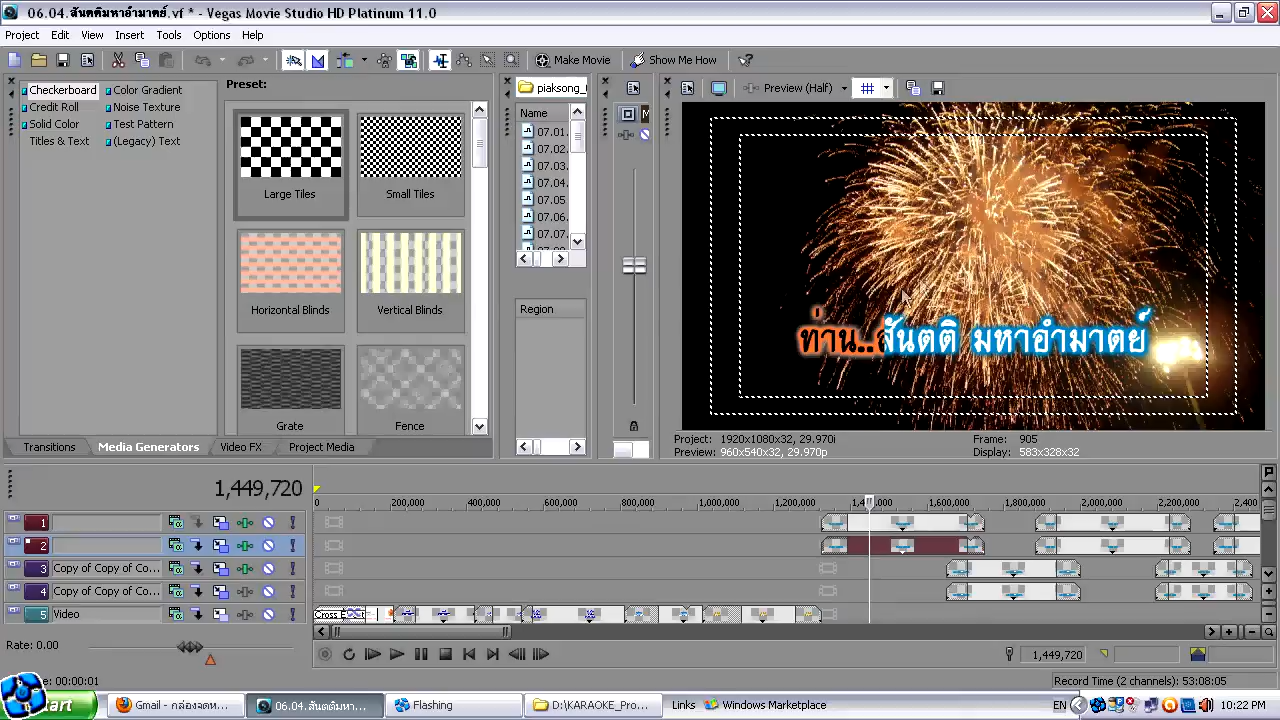 06.04.สันตติมหาอำมาตย์.vf * - Vegas Movie Studio HD Platinum 11.0
Project Edit View Insert Tools Options Help
Make Movie Show Me How
Checkerboard Color Gradient
Credit Roll Noise Texture
Solid Color Test Pattern
Titles & Text (Legacy) Text
Preset:
Large Tiles Small Tiles
Horizontal Blinds Vertical Blinds
Grate Fence
Transitions Media Generators Video FX Project Media
piaksong_
Name
07.01.
07.02.
07.03.
07.04.
07.05
07.06.
07.07.
Region
Preview (Half)
ท่าน..สันตติ มหาอำมาตย์
Project: 1920x1080x32, 29.970i Frame: 905
Preview: 960x540x32, 29.970p Display: 583x328x32
1,449,720
0 200,000 400,000 600,000 800,000 1,000,000 1,200,000 1,400,000 1,600,000 1,800,000 2,000,000 2,200,000 2,400
1
2
3 Copy of Copy of Co...
4 Copy of Copy of Co...
5 Video
Rate: 0.00
1,449,720
e: 00:00:01 Record Time (2 channels): 53:08:05
start Gmail - กล่องจดห... 06.04.สันตติมหา... FlShing D:\KARAOKE_Pro... Links Windows Marketplace EN 10:22 PM